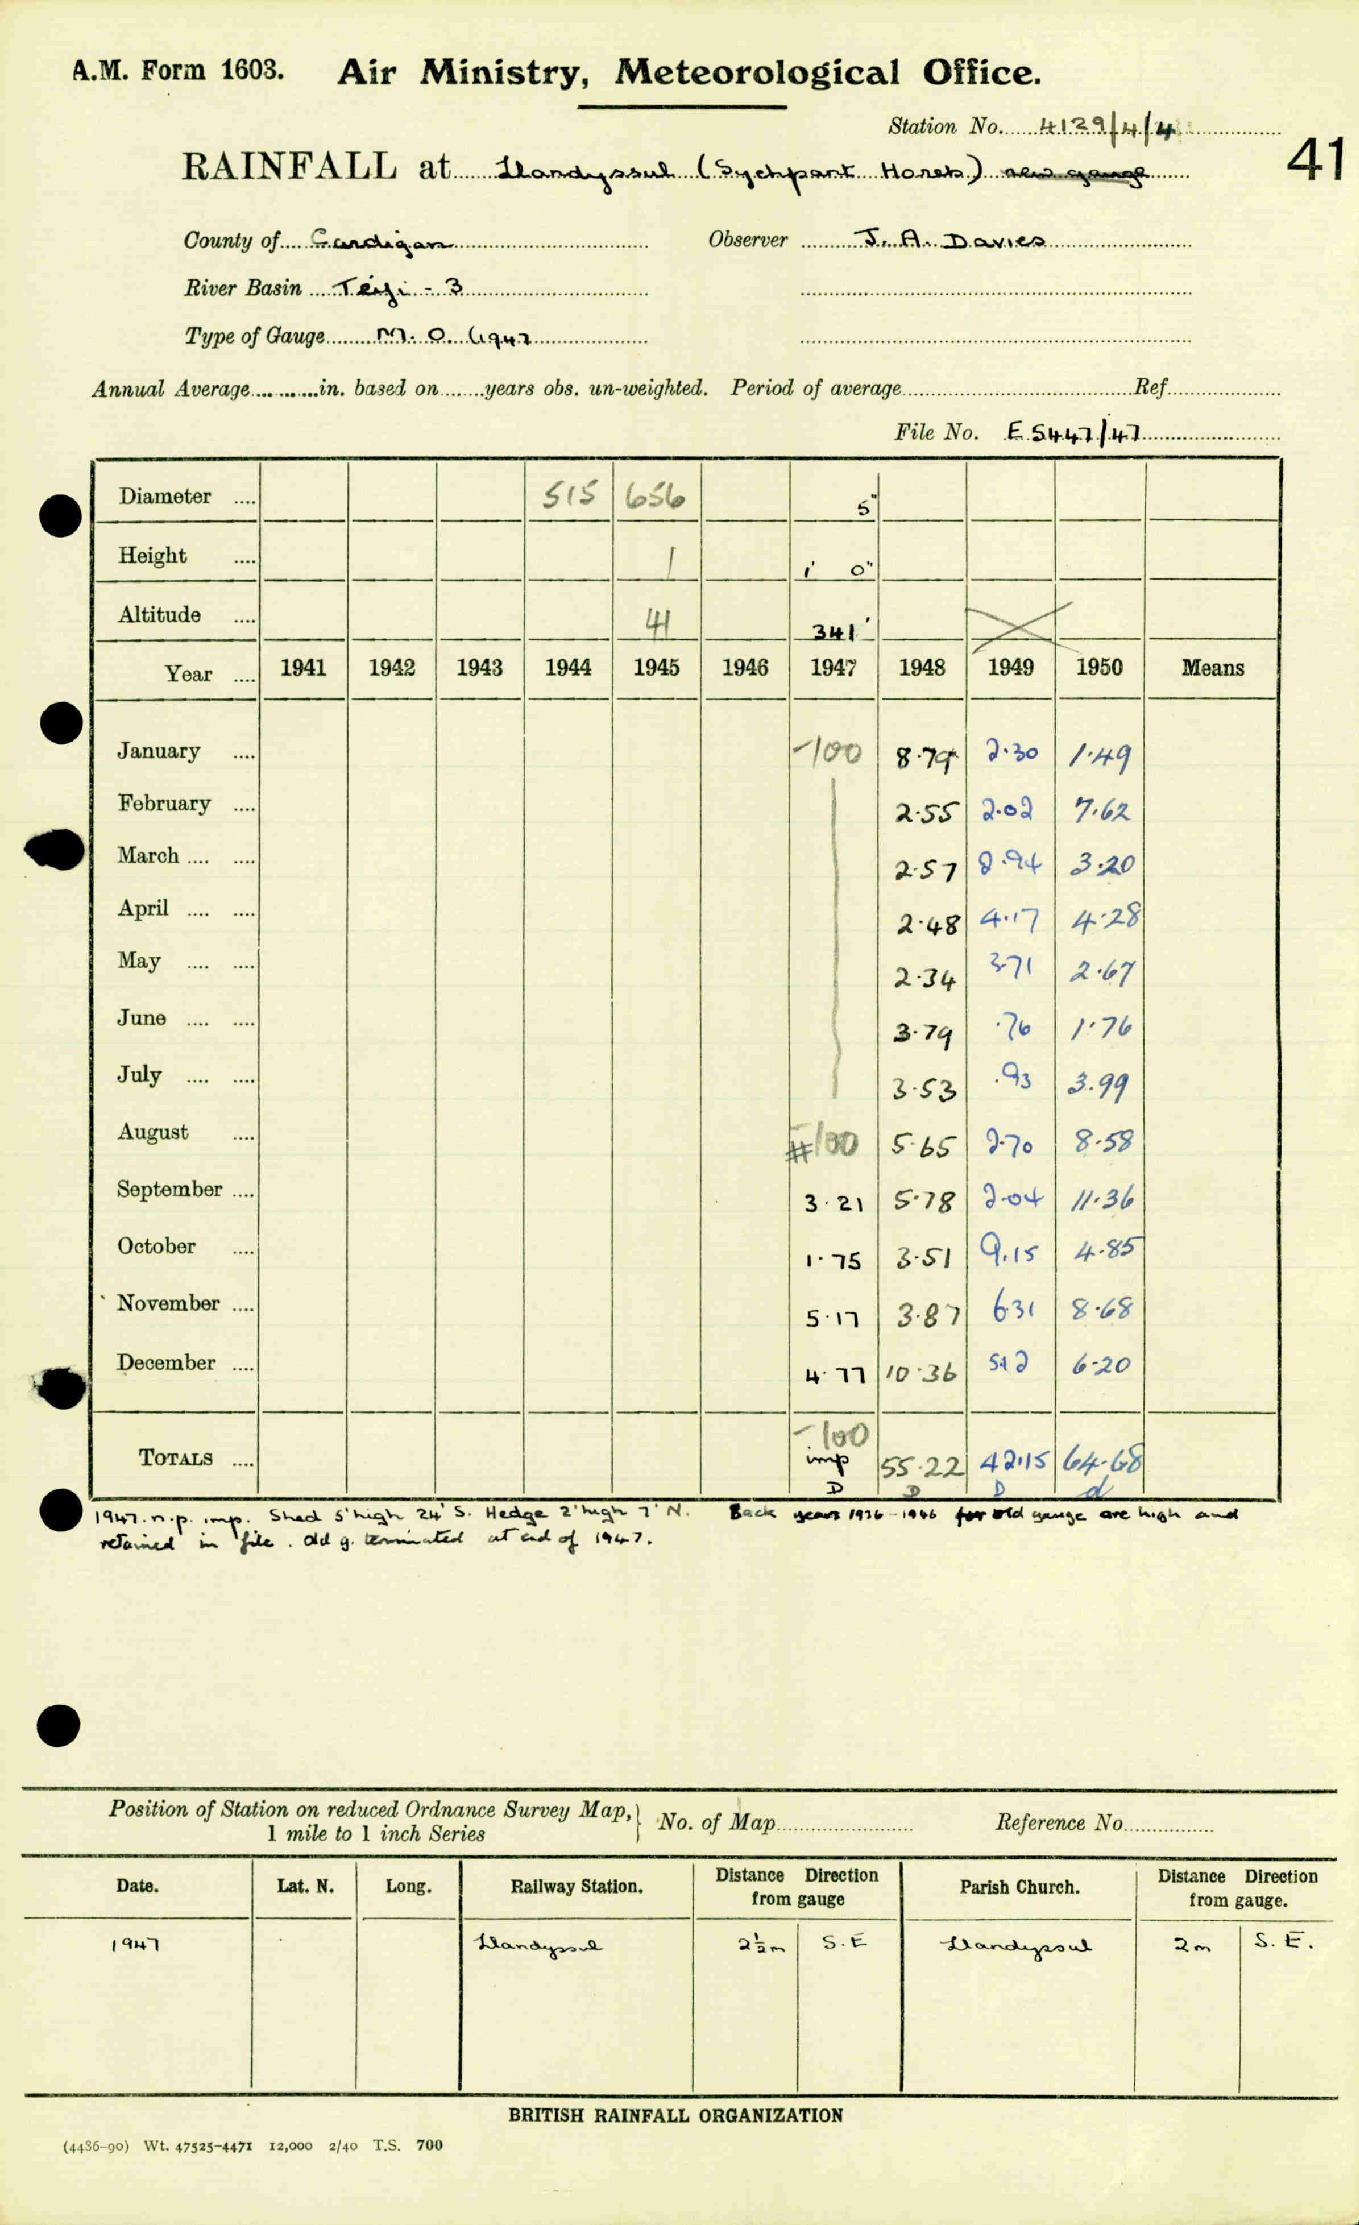 A.M. Form 1603. Air Ministry, Meteorological Office.
Station No. 4129/4/4
41
RAINFALL at Llandyssul (Sychpant Horeb) new gauge
County of Cardigan Observer J. A. Davies
River Basin Teifi - 3
Type of Gauge M. O. (1947
Annual Average in. based on years obs. un-weighted. Period of average Ref
File No. E 5447/47
Diameter .... 515 656 5"
Height .... 1 1' 0"
Altitude .... 41 341'
Year .... 1941 1942 1943 1944 1945 1946 1947 1948 1949 1950 Means
January .... -100 8.79 2.30 1.49
February .... 2.55 2.02 7.62
March .... .... 2.57 2.94 3.20
April .... .... 2.48 4.17 4.28
May .... .... 2.34 3.71 2.67
June .... .... 3.79 .76 1.76
July .... .... 3.53 .93 3.99
August .... # -100 5.65 2.70 8.58
September .... 3.21 5.78 2.04 11.36
October .... 1.75 3.51 9.15 4.85
November .... 5.17 3.87 6.31 8.68
December .... 4.77 10.36 5.12 6.20
-100
TOTALS .... imp 55.22 42.15 64.68
D D D d
1947. n.p. imp. Shed 5' high 24' S. Hedge 2' high 7' N. Back years 1936-1946 for old gauge are high and
retained in file. Old g. terminated at end of 1947.
Position of Station on reduced Ordnance Survey Map,
1 mile to 1 inch Series } No. of Map Reference No.
Date. Lat. N. Long. Railway Station. Distance Direction from gauge Parish Church. Distance Direction from gauge.
1947 Llandyssul 2½m S.E Llandyssul 2m S.E.
BRITISH RAINFALL ORGANIZATION
(4436-90) Wt. 47525-4471 12,000 2/40 T.S. 700